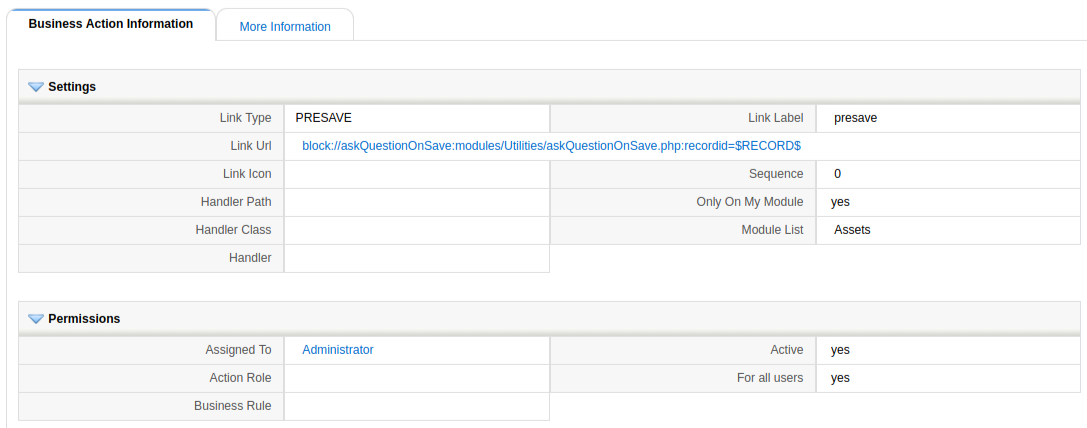 Business Action Information More Information
Settings
Link Type PRESAVE Link Label presave
Link Url block://askQuestionOnSave:modules/Utilities/askQuestionOnSave.php:recordid=$RECORD$
Link Icon Sequence 0
Handler Path Only On My Module yes
Handler Class Module List Assets
Handler
Permissions
Assigned To Administrator Active yes
Action Role For all users yes
Business Rule